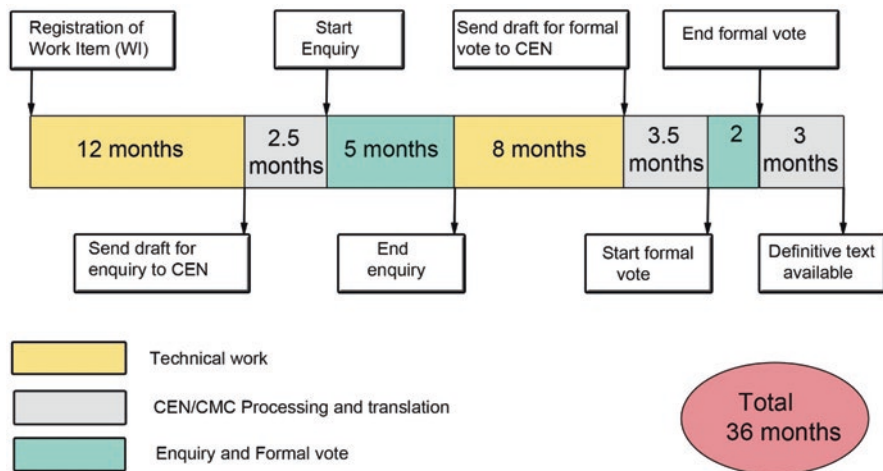 Registration of
Work Item (WI)
Start
Enquiry
Send draft for formal
vote to CEN
End formal vote
12 months
2.5
months
5 months
8 months
3.5
months
2
3
months
Send draft for
enquiry to CEN
End
enquiry
Start formal
vote
Definitive text
available
Technical work
CEN/CMC Processing and translation
Enquiry and Formal vote
Total
36 months